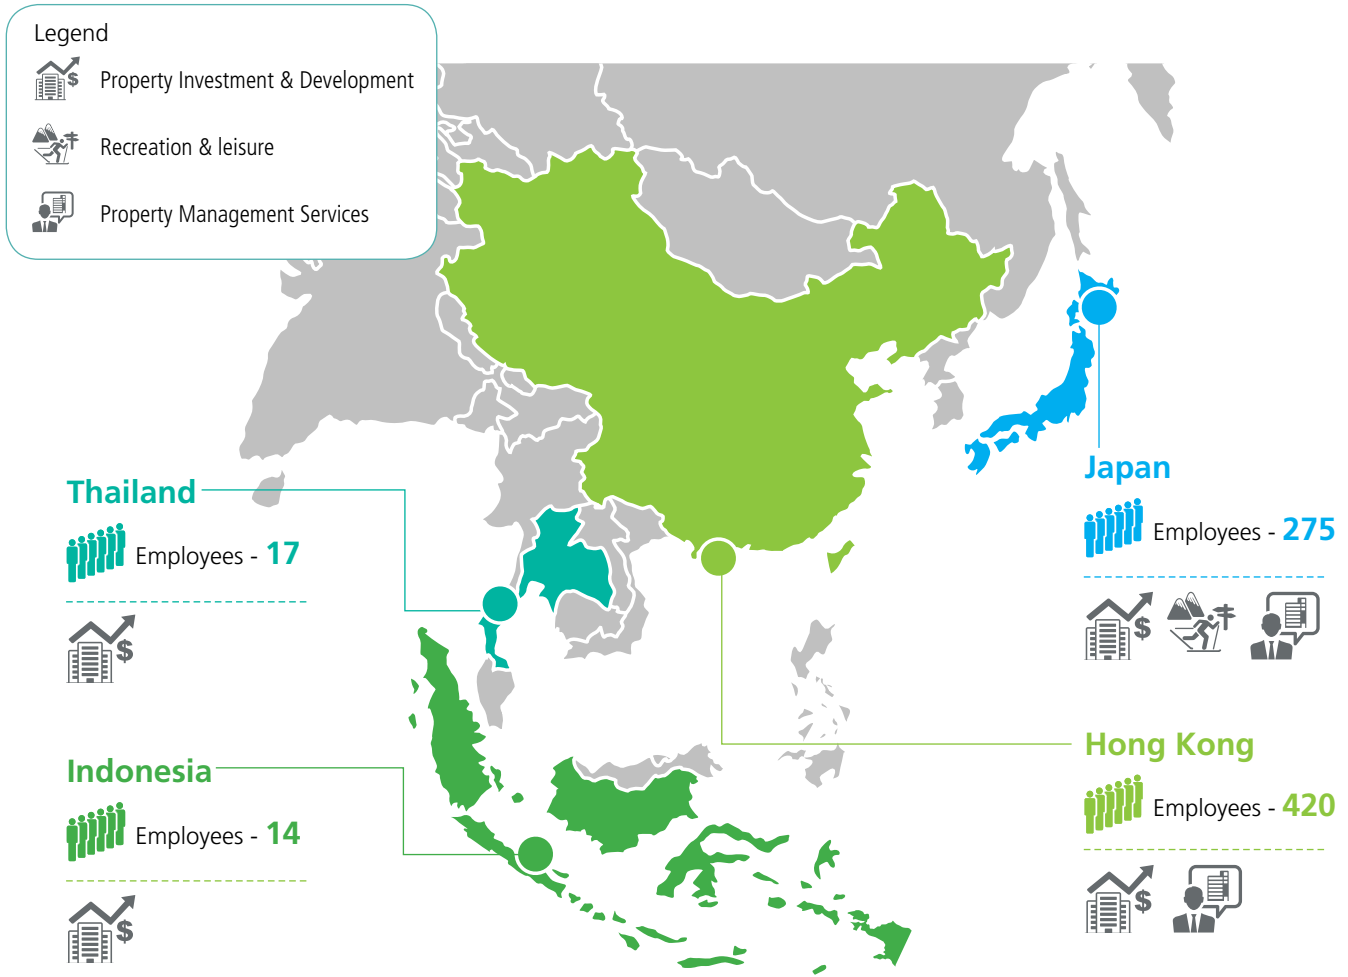 Legend
Property Investment & Development
Recreation & leisure
Property Management Services
Thailand
Employees - 17
Indonesia
Employees - 14
Japan
Employees - 275
Hong Kong
Employees - 420